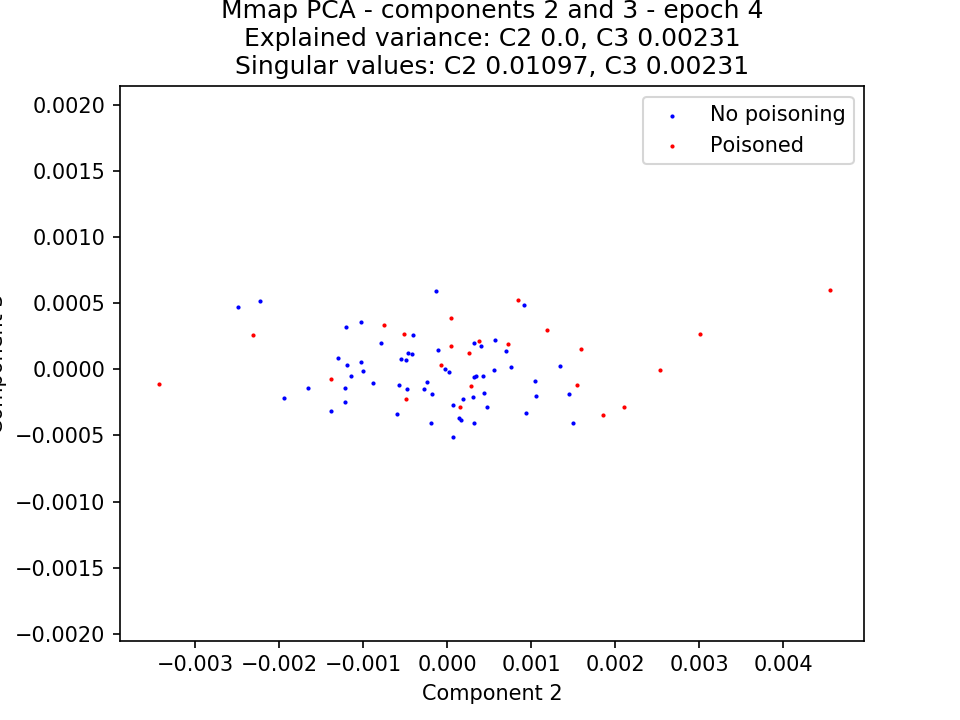 Mmap PCA - components 2 and 3 - epoch 4
Explained variance: C2 0.0, C3 0.00231
Singular values: C2 0.01097, C3 0.00231
No poisoning
Poisoned
0.0020
0.0015
0.0010
0.0005
0.0000
−0.0005
−0.0010
−0.0015
−0.0020
−0.003 −0.002 −0.001 0.000 0.001 0.002 0.003 0.004
Component 2